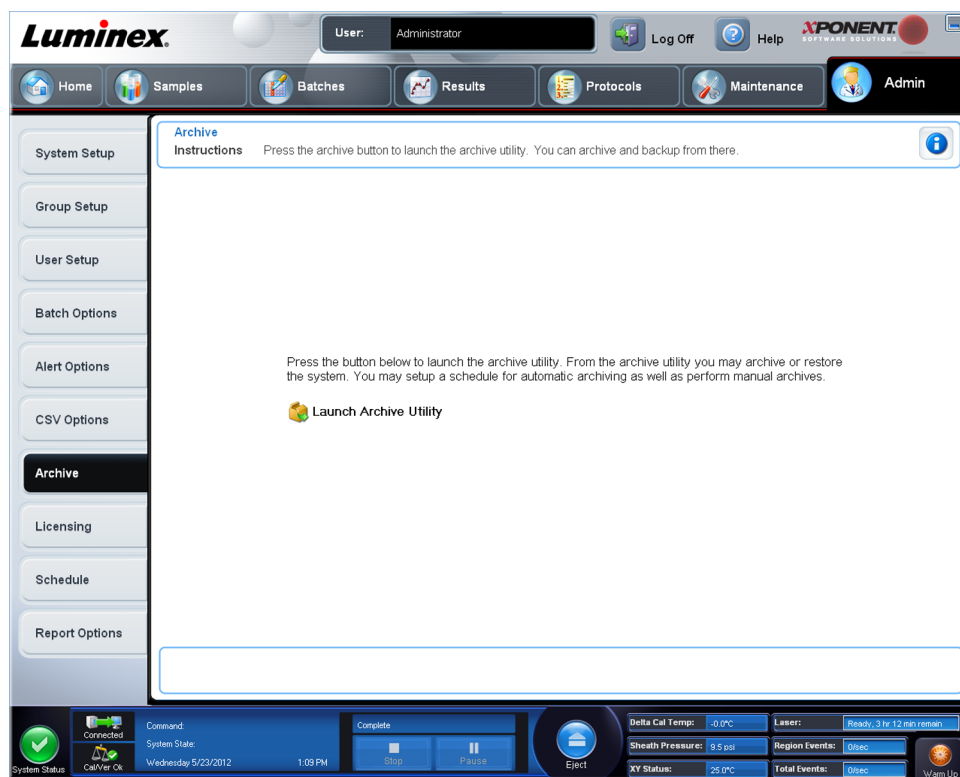 Luminex.
User: Administrator
Log Off
Help
XPONENT.
SOFTWARE SOLUTIONS
Home
Samples
Batches
Results
Protocols
Maintenance
Admin
System Setup
Group Setup
User Setup
Batch Options
Alert Options
CSV Options
Archive
Licensing
Schedule
Report Options
Archive
Instructions Press the archive button to launch the archive utility. You can archive and backup from there.
Press the button below to launch the archive utility. From the archive utility you may archive or restore
the system. You may setup a schedule for automatic archiving as well as perform manual archives.
Launch Archive Utility
System Status
Connected
Cal/Ver Ok
Command:
System State:
Wednesday 5/23/2012 1:09 PM
Complete
Stop
Pause
Eject
Delta Cal Temp: -0.0°C
Sheath Pressure: 9.5 psi
XY Status: 25.0°C
Laser: Ready, 3 hr 12 min remain
Region Events: 0/sec
Total Events: 0/sec
Warm Up